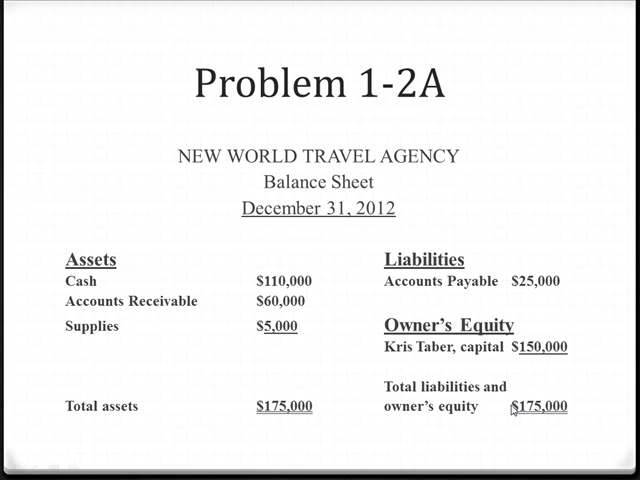 Problem 1-2A
NEW WORLD TRAVEL AGENCY
Balance Sheet
December 31, 2012
Assets
Cash $110,000
Accounts Receivable $60,000
Supplies $5,000
Total assets $175,000
Liabilities
Accounts Payable $25,000
Owner’s Equity
Kris Taber, capital $150,000
Total liabilities and
owner’s equity $175,000